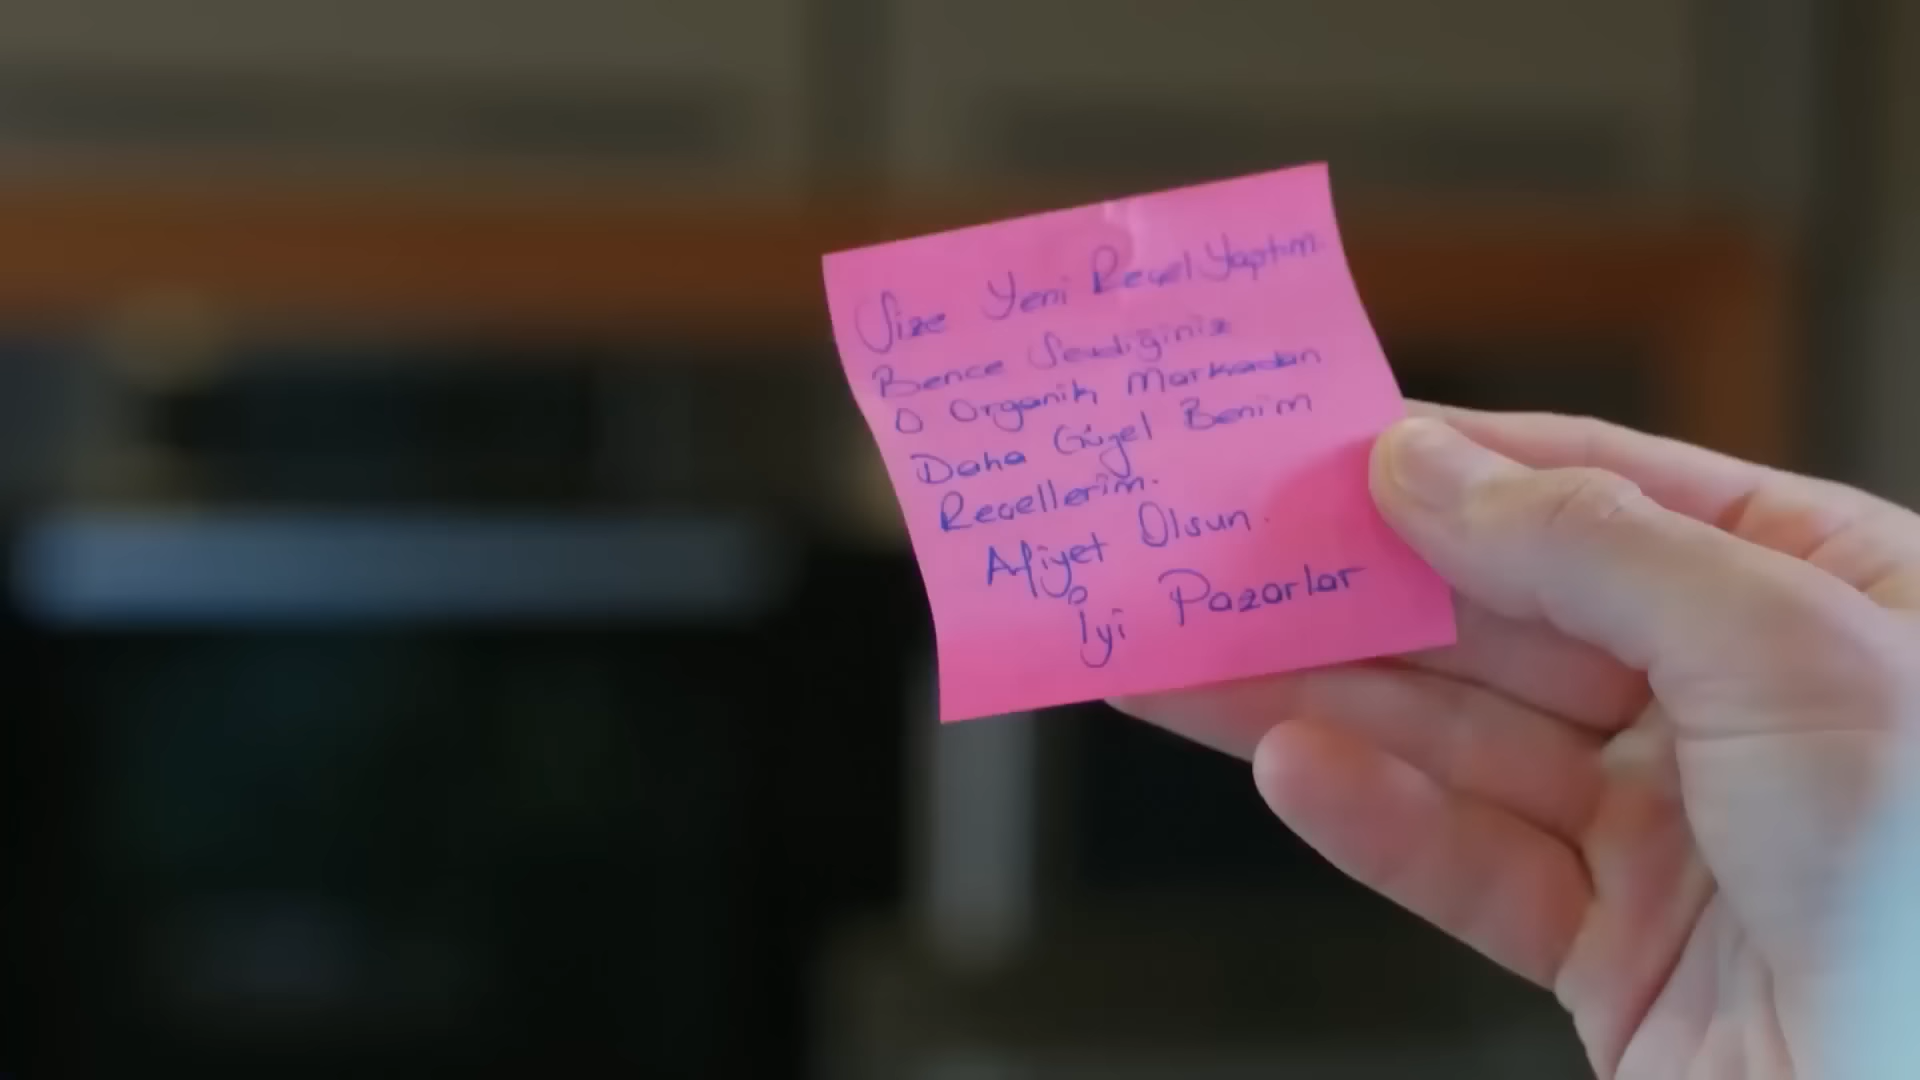 Size Yeni Reçel Yaptım.
Bence Sevdiğiniz
O Organik Markadan
Daha Güzel Benim
Reçellerim.
Afiyet Olsun.
İyi Pazarlar